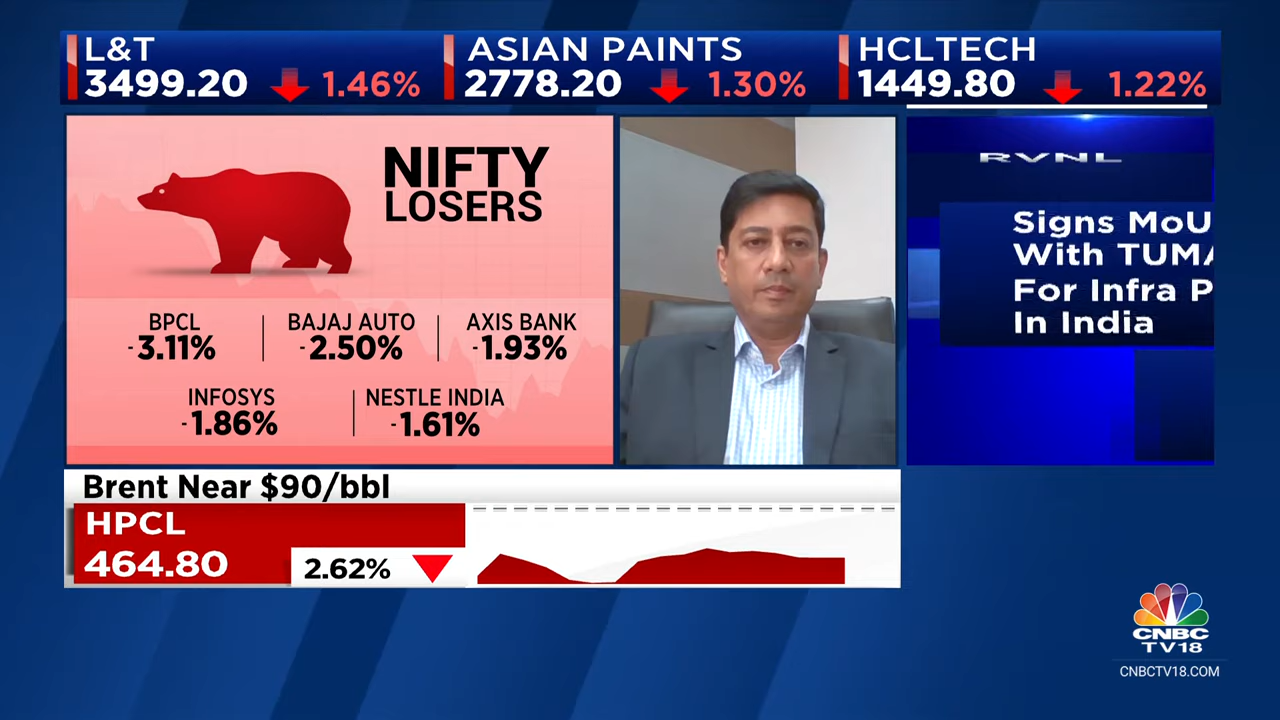 L&T
3499.20 1.46%
ASIAN PAINTS
2778.20 1.30%
HCLTECH
1449.80 1.22%
NIFTY
LOSERS
BPCL
-3.11%
BAJAJ AUTO
-2.50%
AXIS BANK
-1.93%
INFOSYS
-1.86%
NESTLE INDIA
-1.61%
RVNL
Signs MoU
With TUMA
For Infra P
In India
Brent Near $90/bbl
HPCL
464.80
2.62%
CNBC
TV18
CNBCTV18.COM